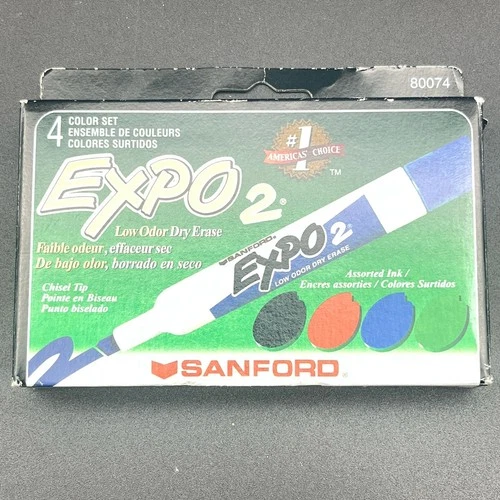 80074
4 COLOR SET
ENSEMBLE DE COULEURS
COLORES SURTIDOS
#1
AMERICAS' CHOICE
TM
EXPO 2®
Low Odor Dry Erase
Faible odeur, effaceur sec
De bajo olor, borrado en seco
Chisel Tip
Pointe en Biseau
Punto biselado
SANFORD
EXPO 2
LOW ODOR DRY ERASE
Assorted Ink /
Encres assorties / Colores Surtidos
SANFORD®